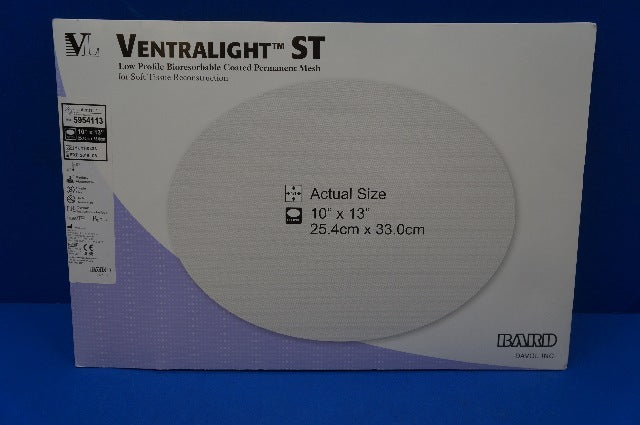 VL
VENTRALIGHT™ ST
Low Profile Bioresorbable Coated Permanent Mesh
for Soft Tissue Reconstruction
5954113
10" x 13"
Actual Size
10" x 13"
25.4cm x 33.0cm
BARD
BARD
DAVOL INC.